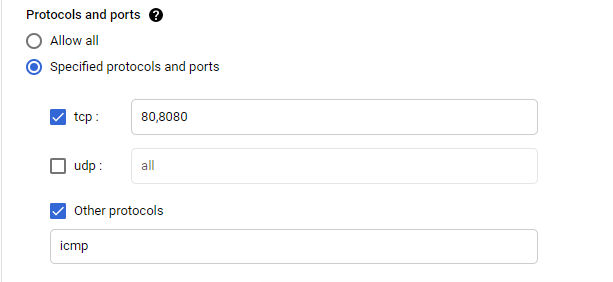 Protocols and ports ?
Allow all
Specified protocols and ports
tcp : 80,8080
udp : all
Other protocols
icmp